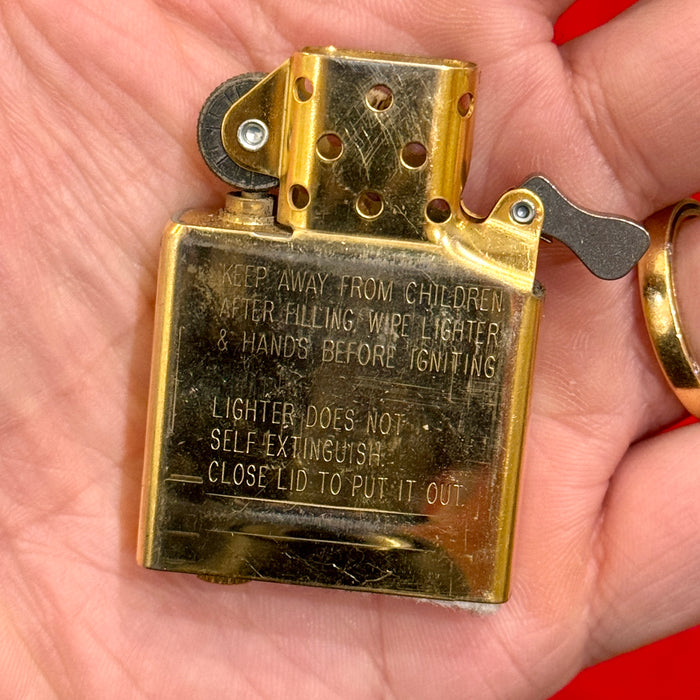 KEEP AWAY FROM CHILDREN
AFTER FILLING, WIPE LIGHTER
& HANDS BEFORE IGNITING
LIGHTER DOES NOT
SELF EXTINGUISH.
CLOSE LID TO PUT IT OUT.